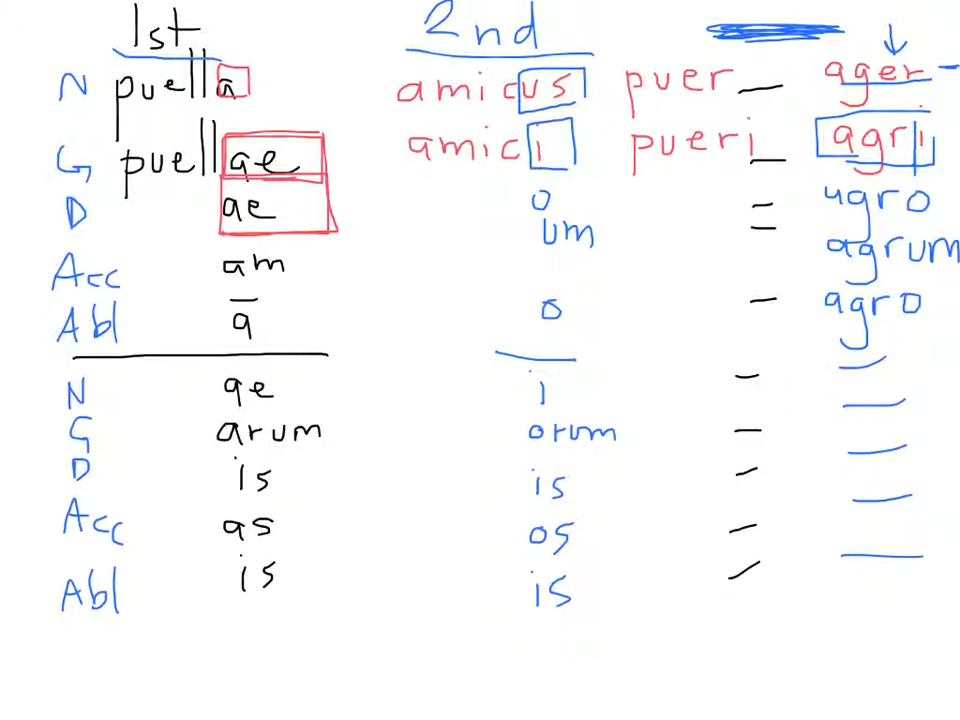 1st 2nd
N puella amicus puer ager
G puellae amici pueri agri
D ae o agro
Acc am um agrum
Abl ā o agro
N ae i
G arum orum
D is is
Acc as os
Abl is is